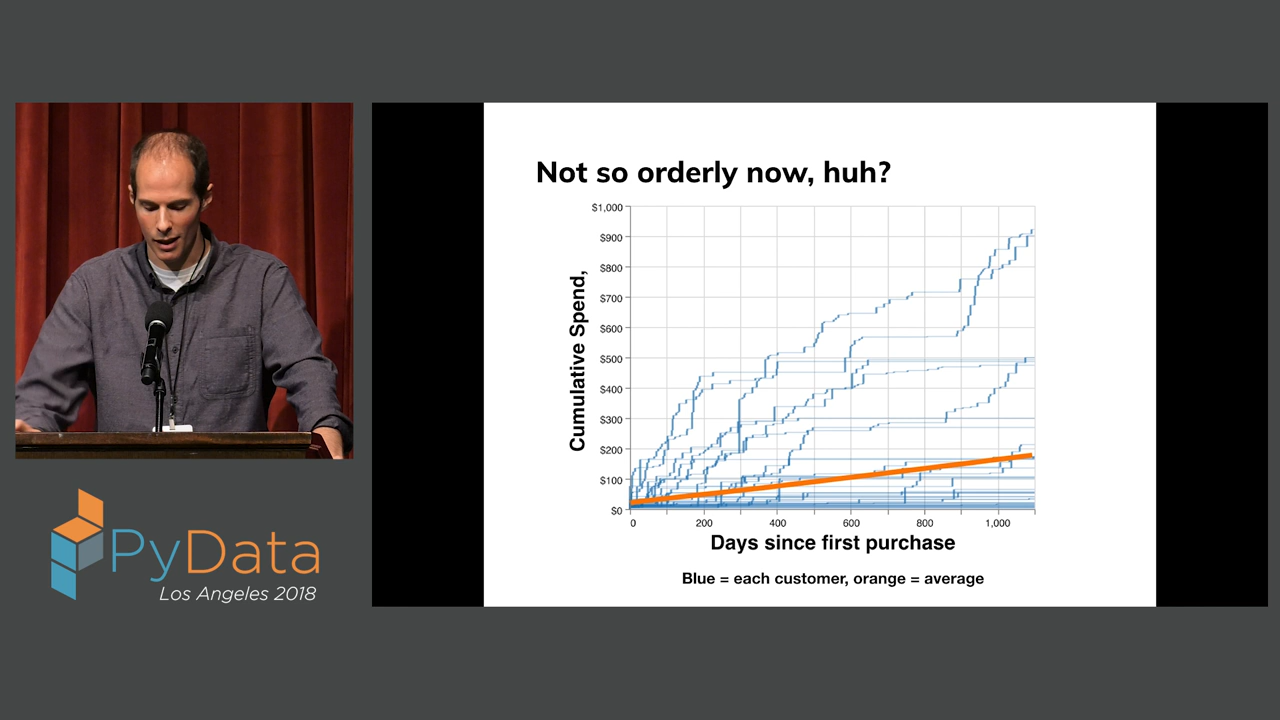 Not so orderly now, huh?
$1,000
$900
$800
$700
$600
$500
$400
$300
$200
$100
$0
Cumulative Spend,
0 200 400 600 800 1,000
Days since first purchase
Blue = each customer, orange = average
PyData
Los Angeles 2018